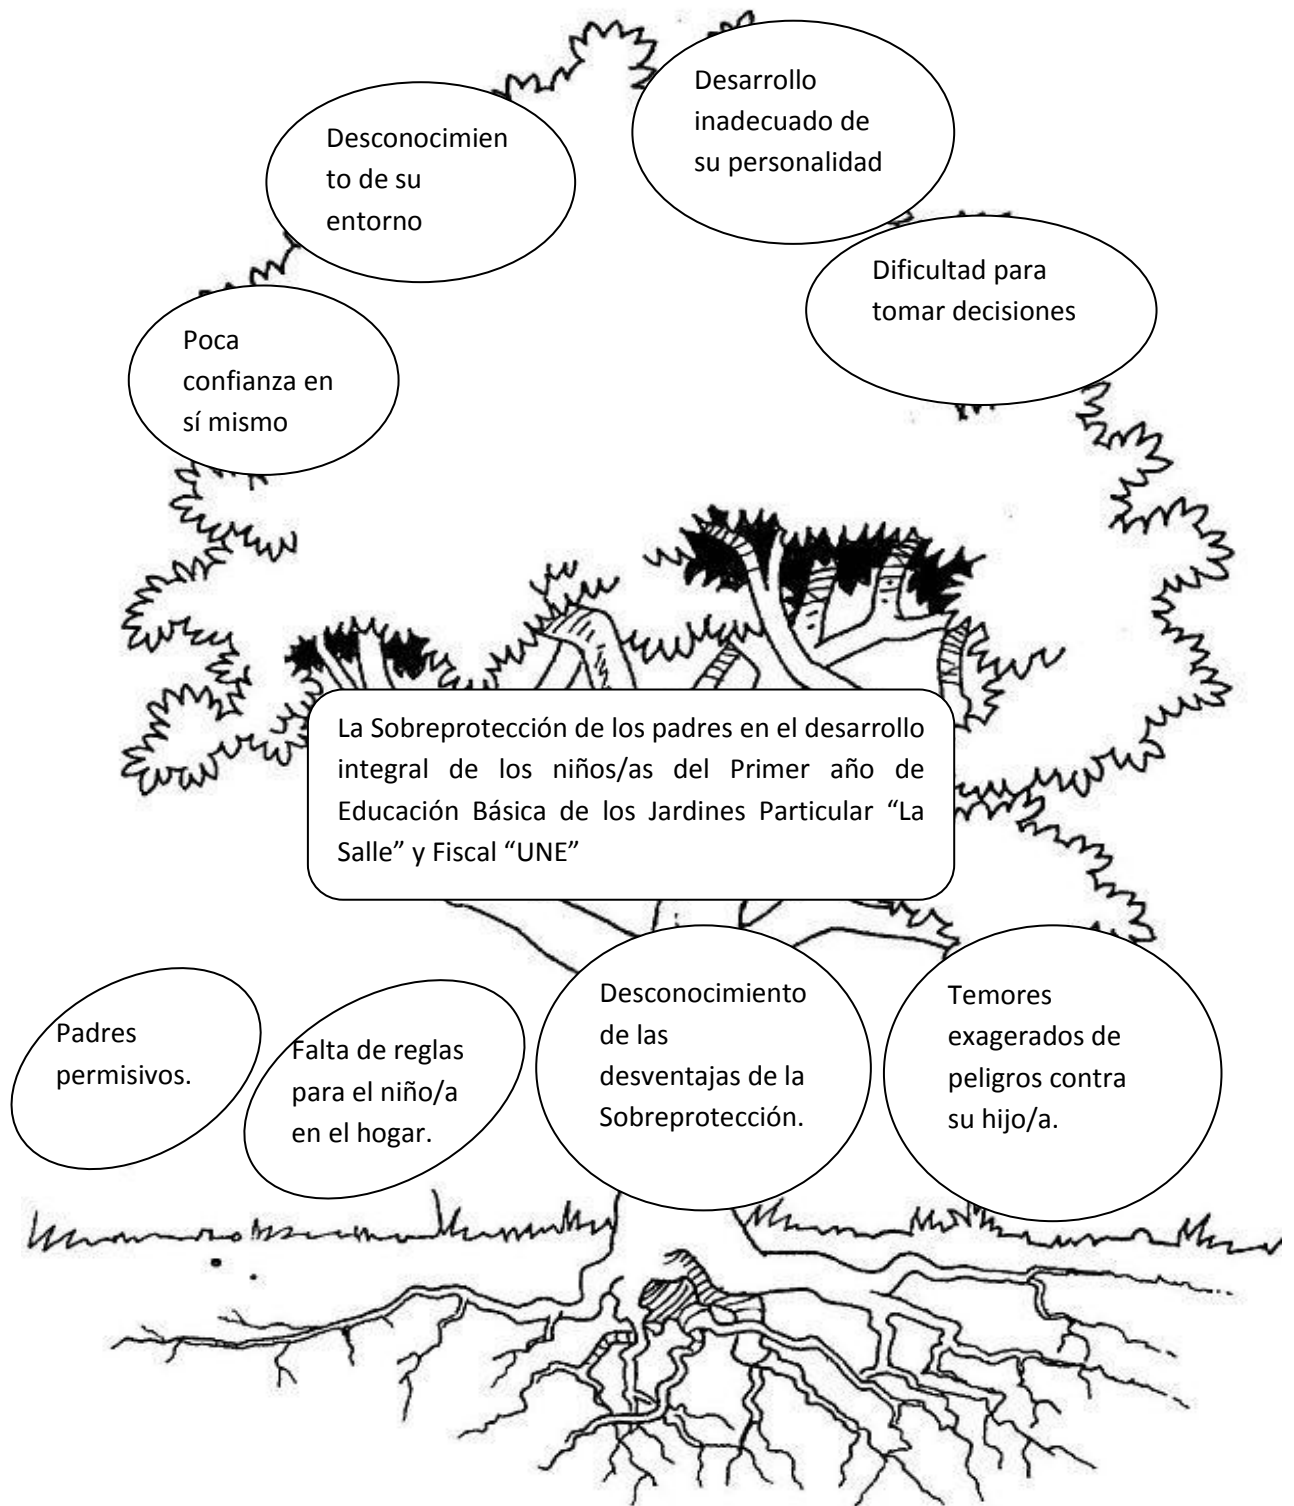 Desarrollo
inadecuado de
su personalidad
Desconocimien
to de su
entorno
Dificultad para
tomar decisiones
Poca
confianza en
sí mismo
La Sobreprotección de los padres en el desarrollo
integral de los niños/as del Primer año de
Educación Básica de los Jardines Particular “La
Salle” y Fiscal “UNE”
Padres
permisivos.
Falta de reglas
para el niño/a
en el hogar.
Desconocimiento
de las
desventajas de la
Sobreprotección.
Temores
exagerados de
peligros contra
su hijo/a.